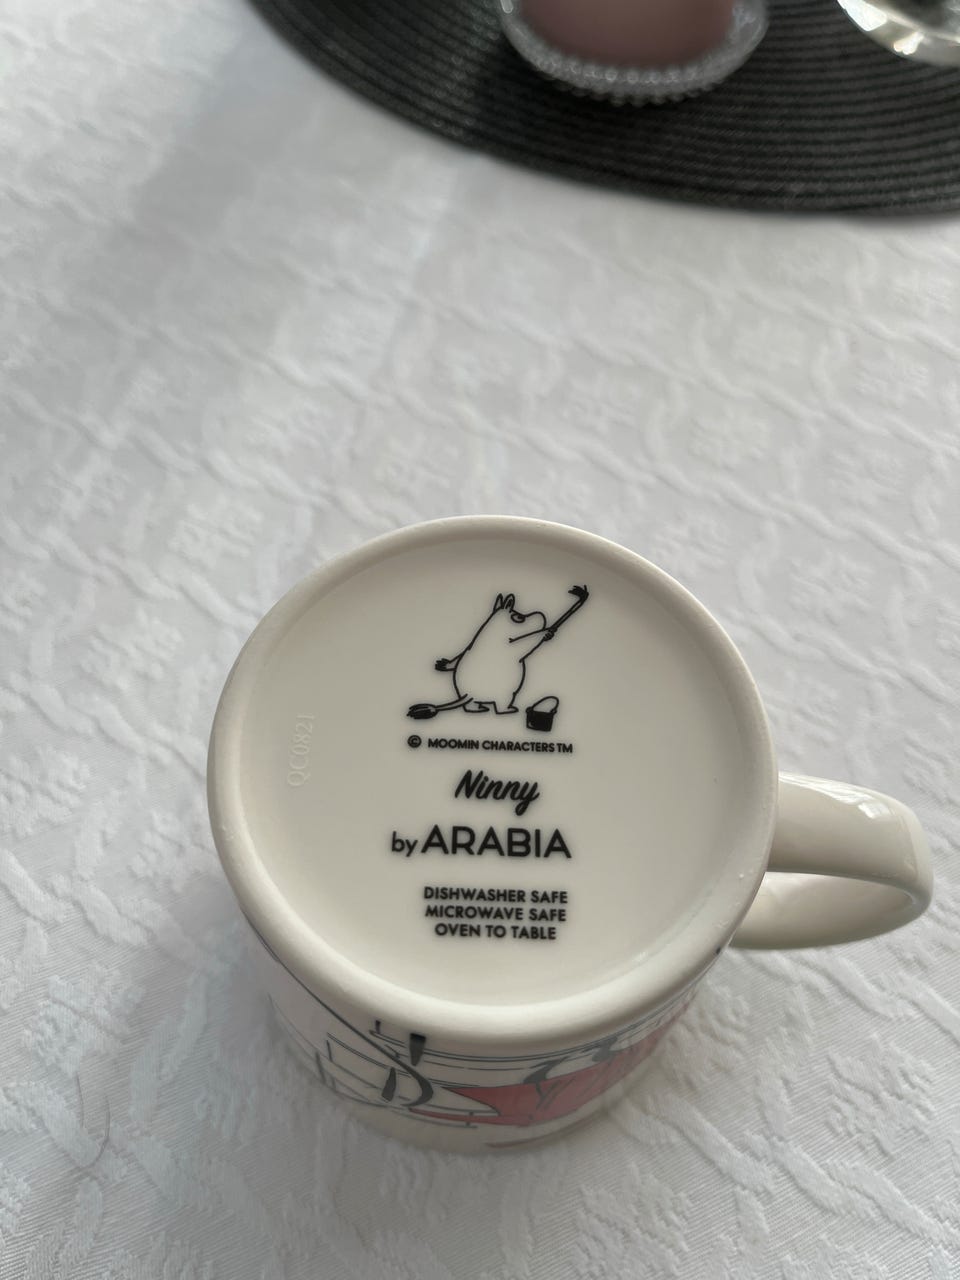 © MOOMIN CHARACTERS TM
Ninny
by ARABIA
DISHWASHER SAFE
MICROWAVE SAFE
OVEN TO TABLE
QC0821